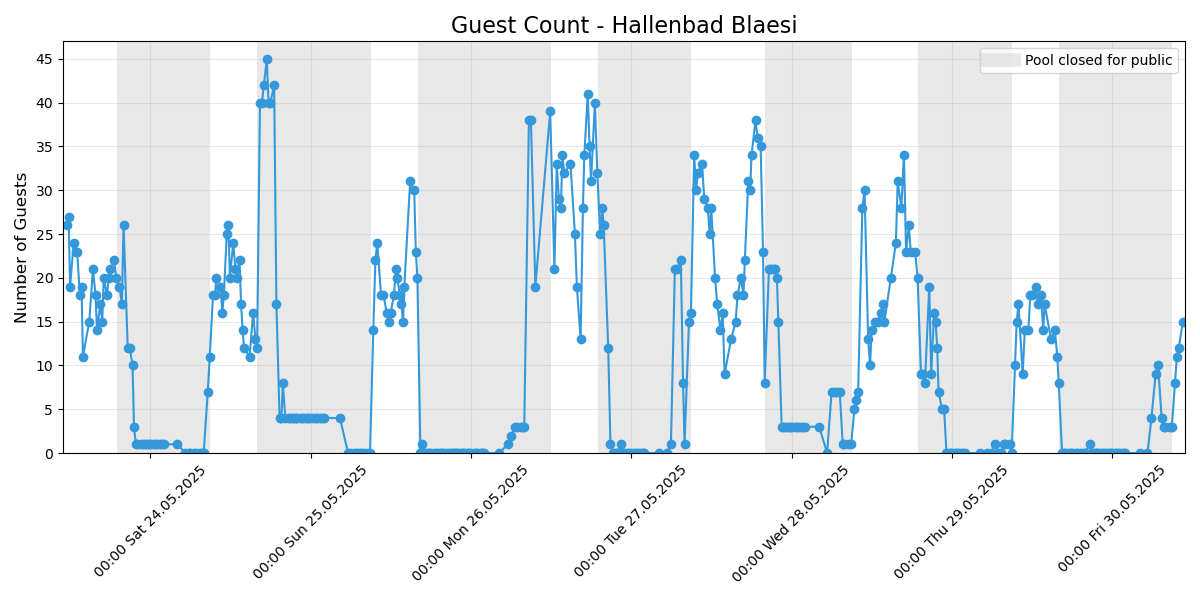 Guest Count - Hallenbad Blaesi
Pool closed for public
Number of Guests
45
40
35
30
25
20
15
10
5
0
00:00 Sat 24.05.2025
00:00 Sun 25.05.2025
00:00 Mon 26.05.2025
00:00 Tue 27.05.2025
00:00 Wed 28.05.2025
00:00 Thu 29.05.2025
00:00 Fri 30.05.2025